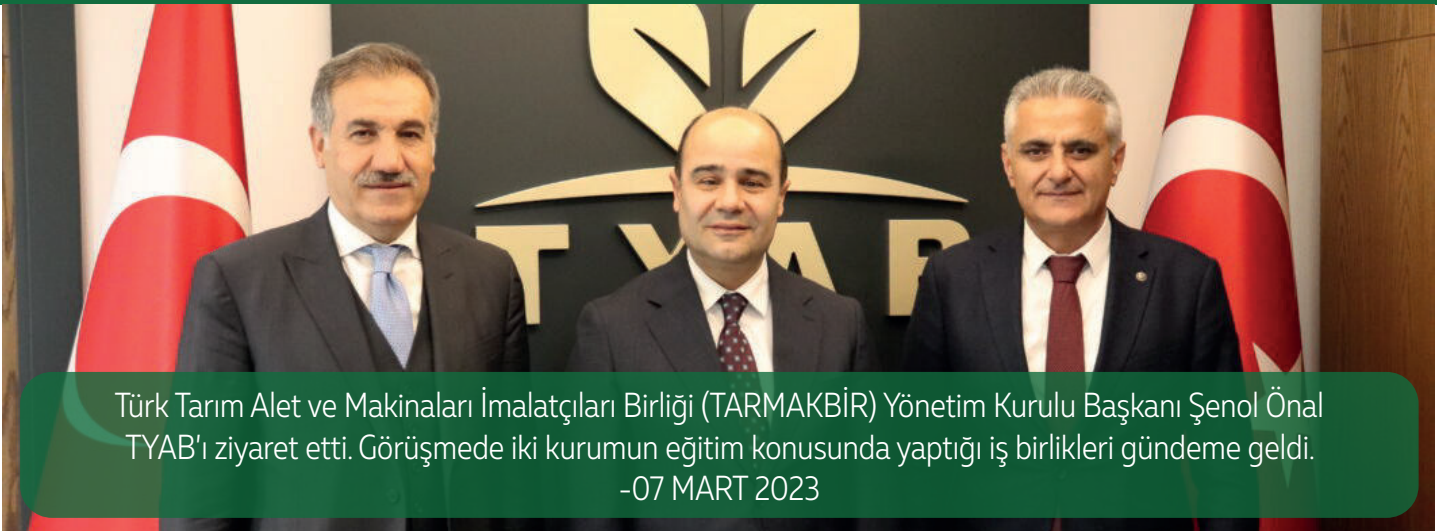 TYAB
Türk Tarım Alet ve Makinaları İmalatçıları Birliği (TARMAKBİR) Yönetim Kurulu Başkanı Şenol Önal
TYAB'ı ziyaret etti. Görüşmede iki kurumun eğitim konusunda yaptığı iş birlikleri gündeme geldi.
-07 MART 2023